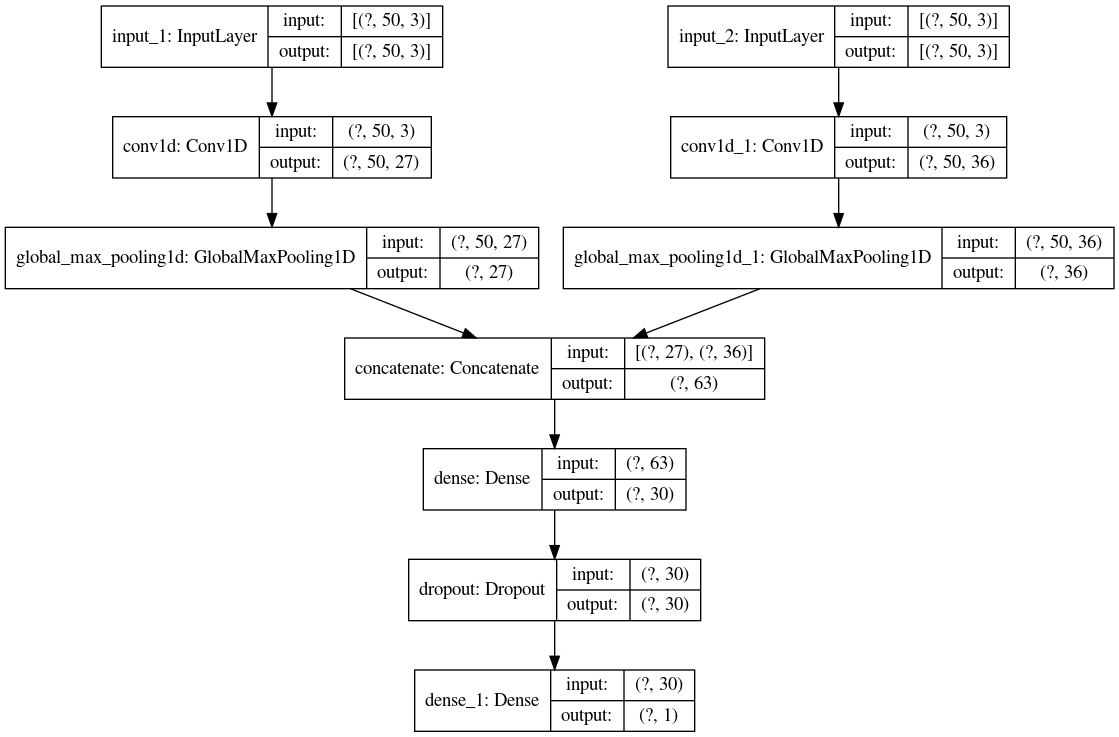 input_1: InputLayer
input: [(?, 50, 3)]
output: [(?, 50, 3)]
input_2: InputLayer
input: [(?, 50, 3)]
output: [(?, 50, 3)]
conv1d: Conv1D
input: (?, 50, 3)
output: (?, 50, 27)
conv1d_1: Conv1D
input: (?, 50, 3)
output: (?, 50, 36)
global_max_pooling1d: GlobalMaxPooling1D
input: (?, 50, 27)
output: (?, 27)
global_max_pooling1d_1: GlobalMaxPooling1D
input: (?, 50, 36)
output: (?, 36)
concatenate: Concatenate
input: [(?, 27), (?, 36)]
output: (?, 63)
dense: Dense
input: (?, 63)
output: (?, 30)
dropout: Dropout
input: (?, 30)
output: (?, 30)
dense_1: Dense
input: (?, 30)
output: (?, 1)